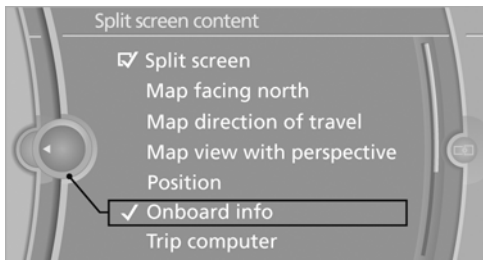 Split screen content
Split screen
Map facing north
Map direction of travel
Map view with perspective
Position
Onboard info
Trip computer